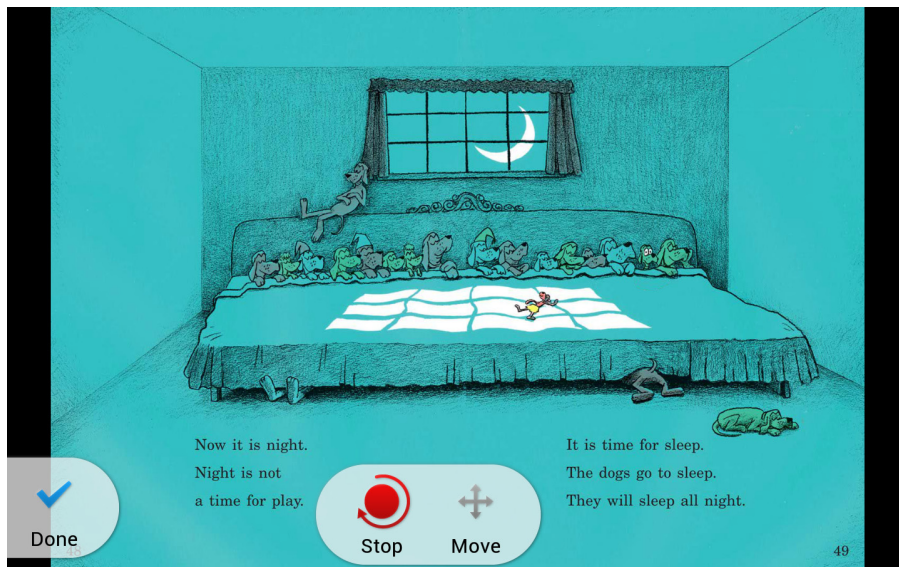 Now it is night.
Night is not
a time for play.
It is time for sleep.
The dogs go to sleep.
They will sleep all night.
48
49
Done
Stop
Move